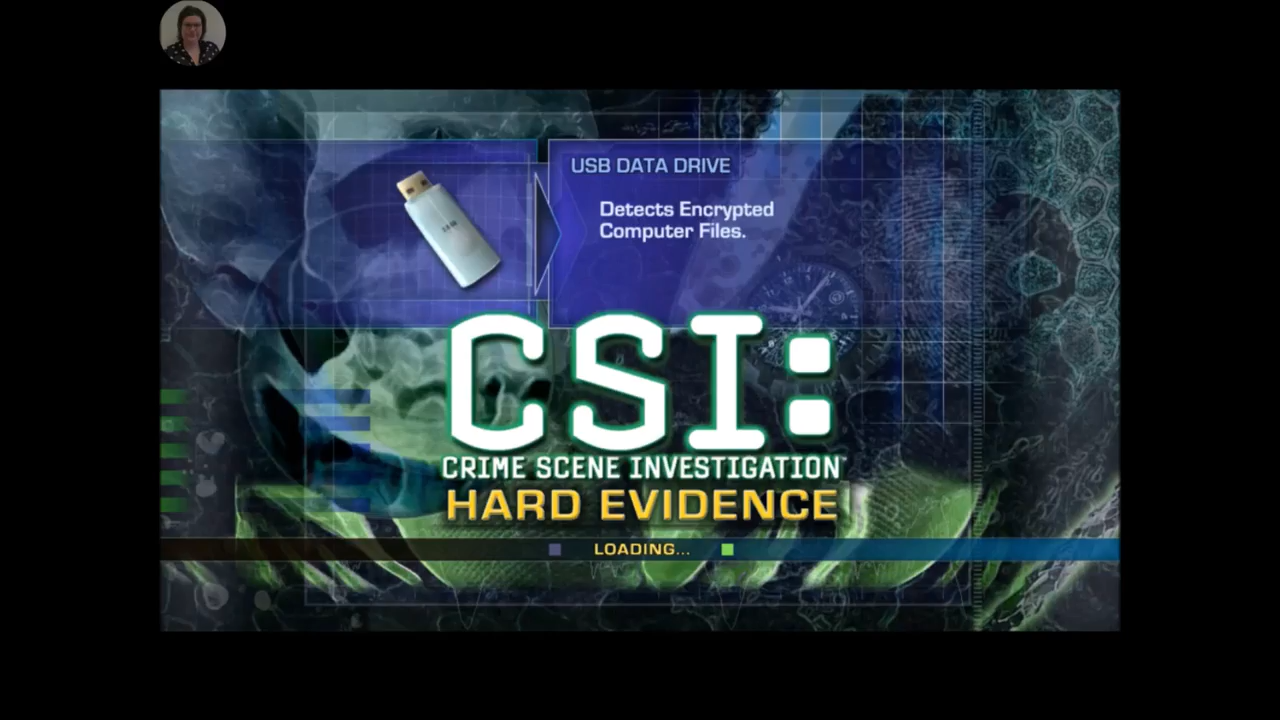 USB DATA DRIVE
Detects Encrypted
Computer Files.
CSI:
CRIME SCENE INVESTIGATION
HARD EVIDENCE
LOADING...